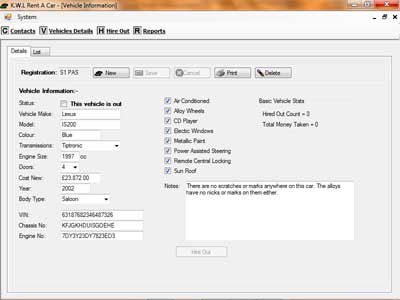 K.W.L Rent A Car - [Vehicle Information]
System
C Contacts V Vehicles Details H Hire Out R Reports
Details List
Registration: S1 PAS New Save Cancel Print Delete
Vehicle Information:-
Status: This vehicle is out
Vehicle Make: Lexus
Model: IS200
Colour: Blue
Transmissions: Tiptronic
Engine Size: 1997 cc
Doors: 4
Cost New: £23,872.00
Year: 2002
Body Type: Saloon
VIN: 63187682346487326
Chassis No: KFJGKHDUISGOEHE
Engine No: 7DY3Y23DY7823ED3
Air Conditioned
Alloy Wheels
CD Player
Electic Windows
Metallic Paint
Power Assisted Steering
Remote Central Locking
Sun Roof
Basic Vehicle Stats
Hired Out Count = 0
Total Money Taken = 0
Notes: There are no scratches or marks anywhere on this car. The alloys
have no nicks or marks on them either.
Hire Out